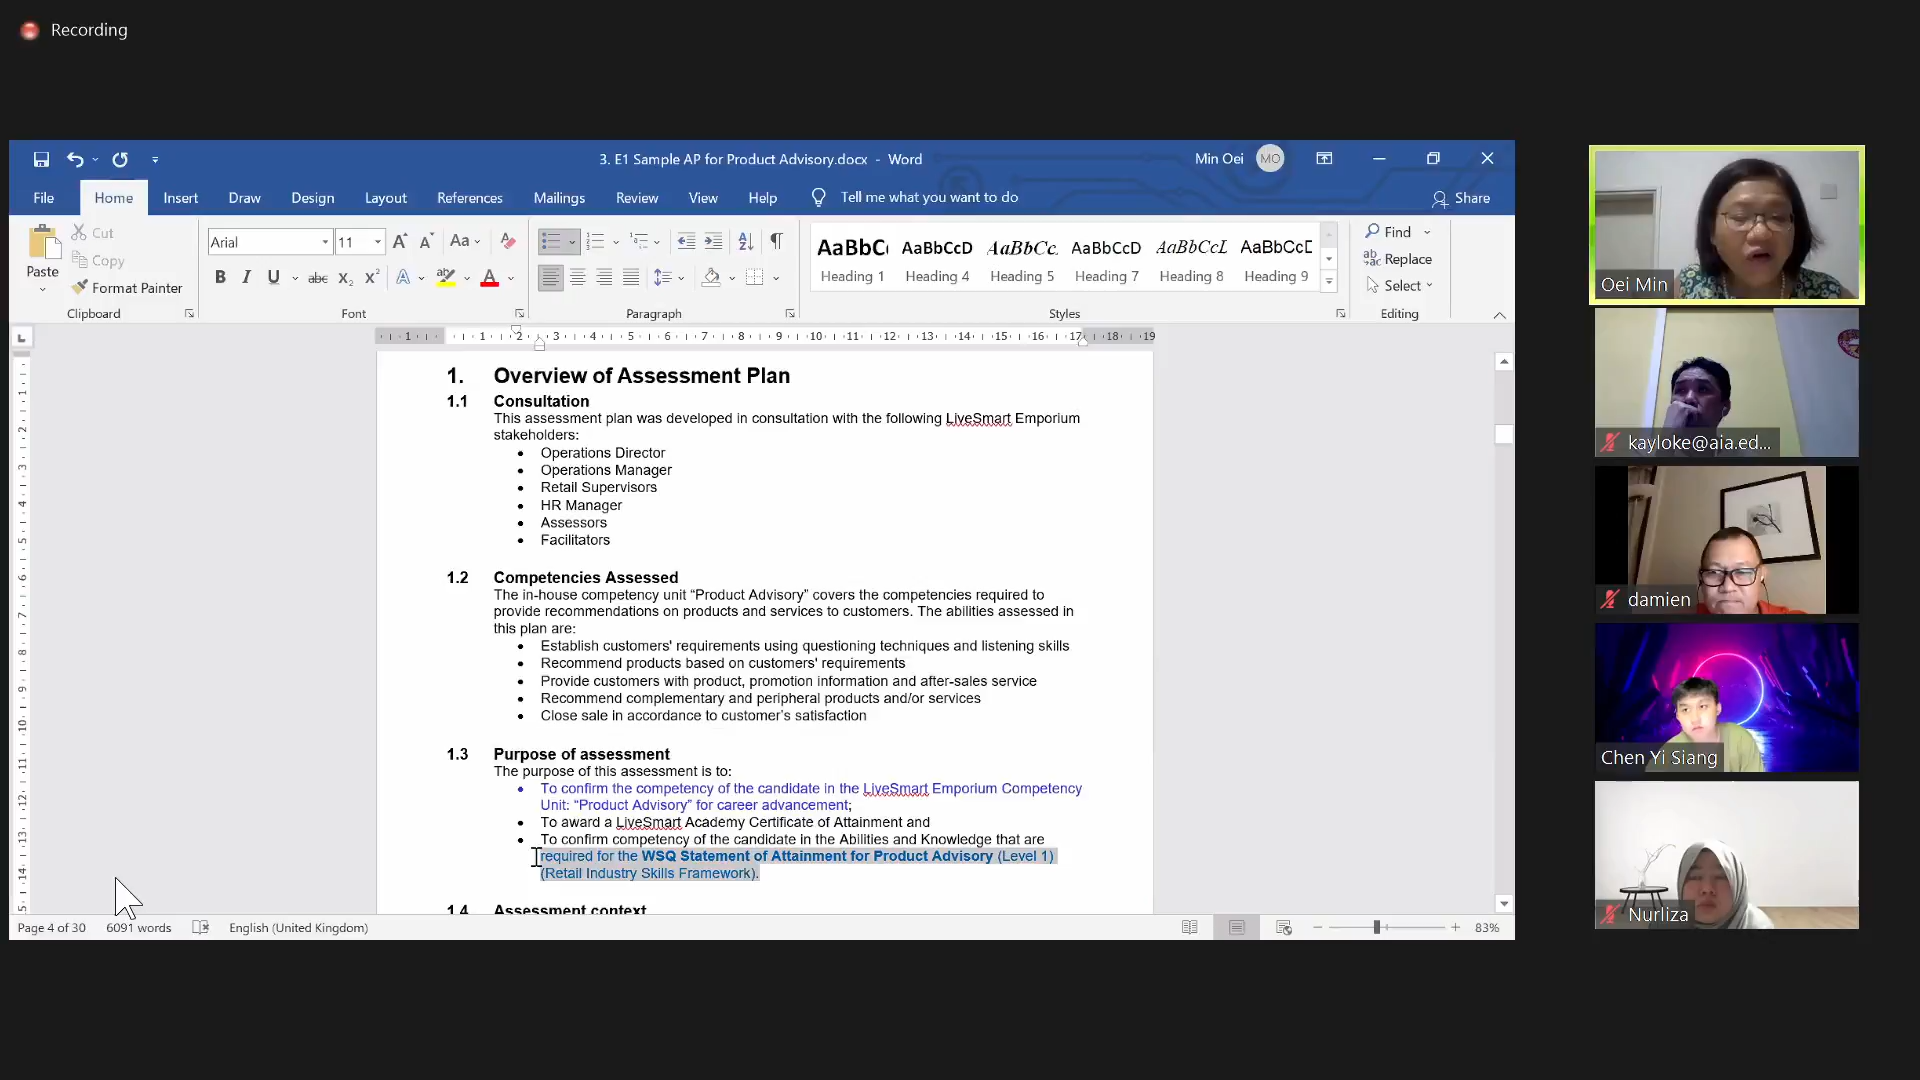 Recording
3. E1 Sample AP for Product Advisory.docx - Word
Min Oei
MO
File Home Insert Draw Design Layout References Mailings Review View Help Tell me what you want to do
Share
Paste
Cut
Copy
Format Painter
Clipboard
Arial 11
Font
Paragraph
AaBbC( AaBbCcD AaBbCc. AaBbCcD AaBbCcL AaBbCcD
Heading 1 Heading 4 Heading 5 Heading 7 Heading 8 Heading 9
Styles
Find
Replace
Select
Editing
1. Overview of Assessment Plan
1.1 Consultation
This assessment plan was developed in consultation with the following LiveSmart Emporium
stakeholders:
• Operations Director
• Operations Manager
• Retail Supervisors
• HR Manager
• Assessors
• Facilitators
1.2 Competencies Assessed
The in-house competency unit “Product Advisory” covers the competencies required to
provide recommendations on products and services to customers. The abilities assessed in
this plan are:
• Establish customers' requirements using questioning techniques and listening skills
• Recommend products based on customers' requirements
• Provide customers with product, promotion information and after-sales service
• Recommend complementary and peripheral products and/or services
• Close sale in accordance to customer’s satisfaction
1.3 Purpose of assessment
The purpose of this assessment is to:
• To confirm the competency of the candidate in the LiveSmart Emporium Competency
Unit: “Product Advisory” for career advancement;
• To award a LiveSmart Academy Certificate of Attainment and
• To confirm competency of the candidate in the Abilities and Knowledge that are
required for the WSQ Statement of Attainment for Product Advisory (Level 1)
(Retail Industry Skills Framework).
1.4 Assessment context
Page 4 of 30 6091 words English (United Kingdom) 83%
Oei Min
kayloke@aia.ed...
damien
Chen Yi Siang
Nurliza